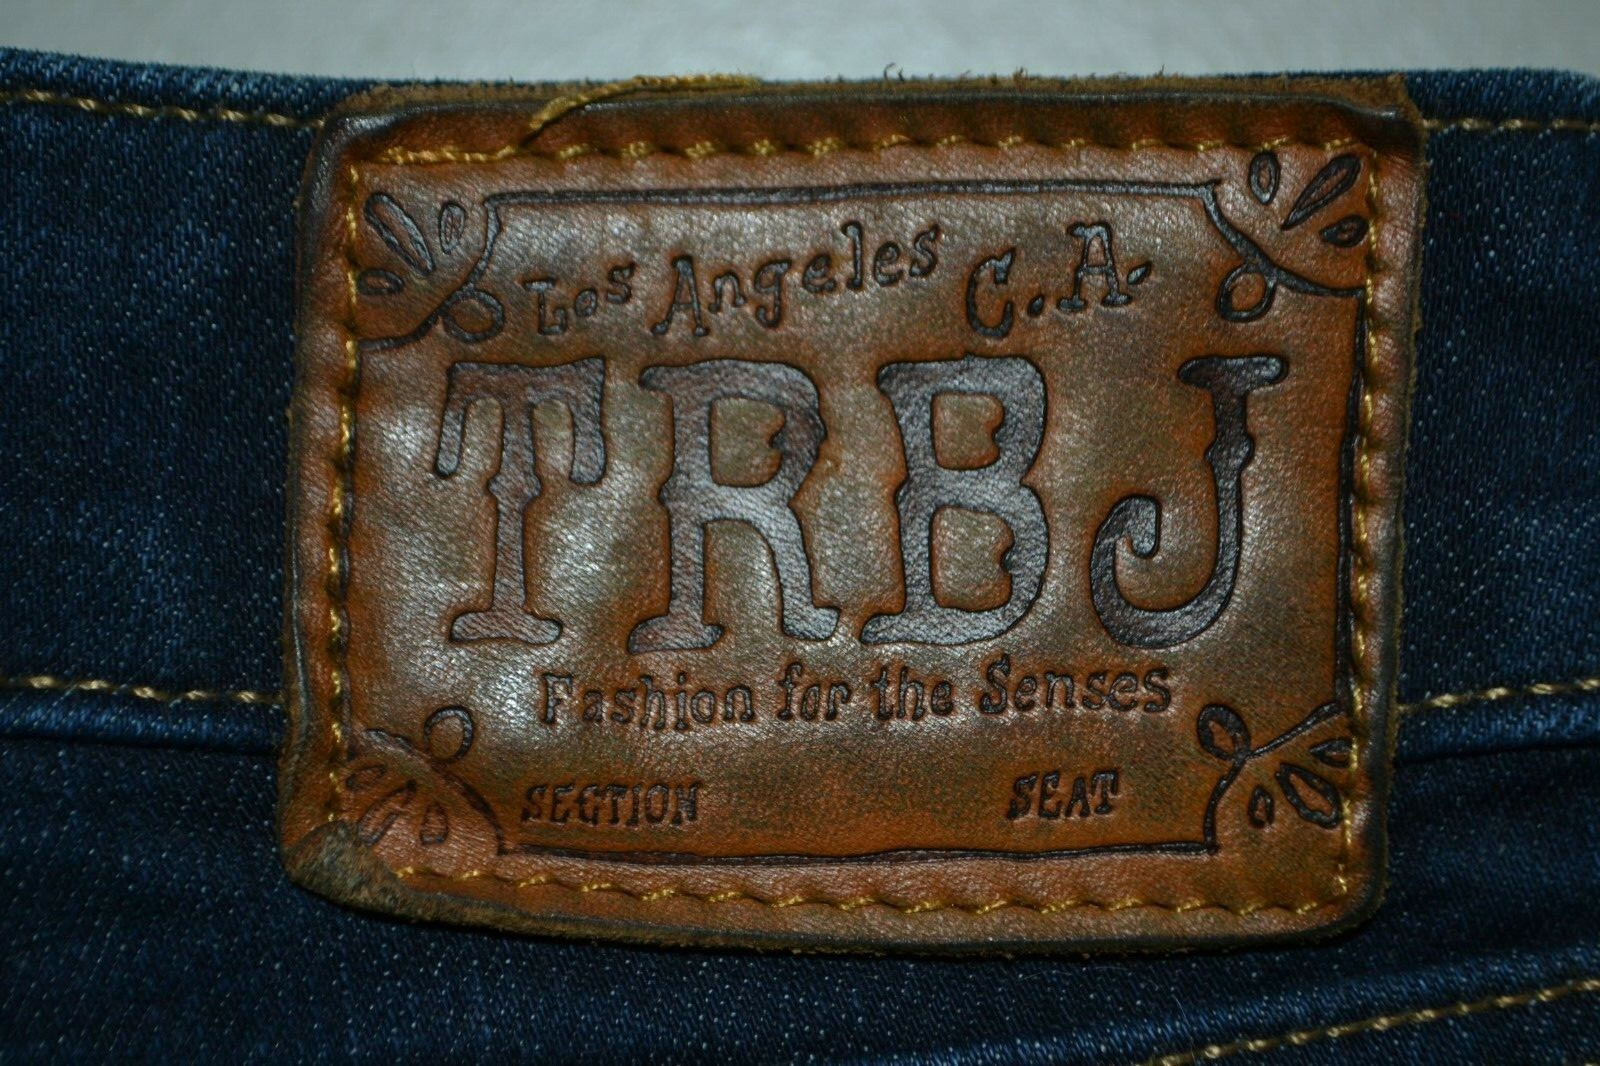 Los Angeles C.A.
TRBJ
Fashion for the Senses
SECTION SEAT